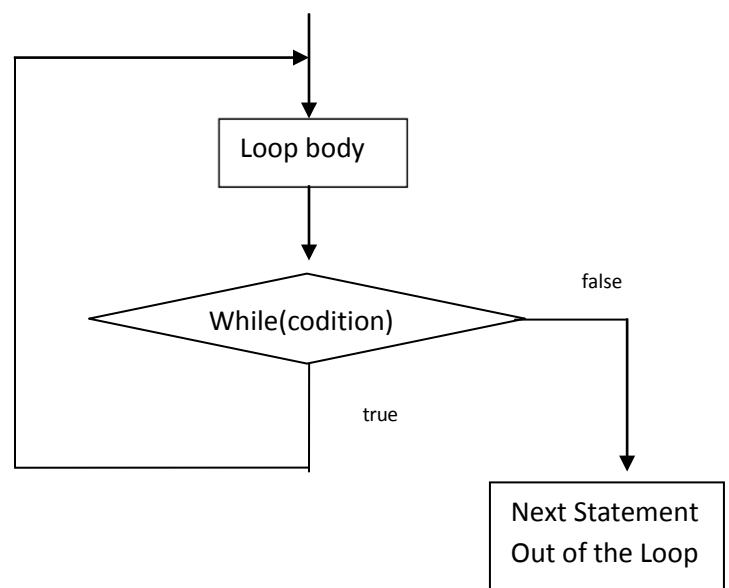 Loop body
false
While(codition)
true
Next Statement
Out of the Loop